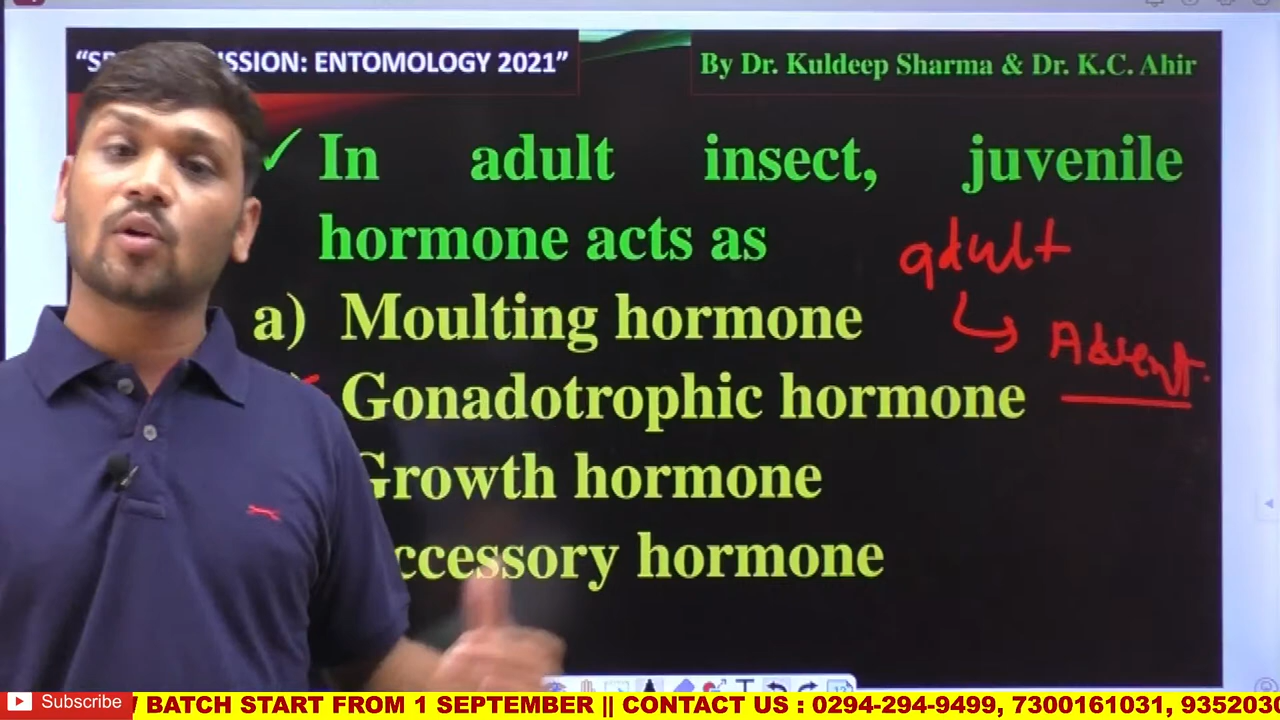 SSION: ENTOMOLOGY 2021”
By Dr. Kuldeep Sharma & Dr. K.C. Ahir
✓ In adult insect, juvenile
hormone acts as
adult
Absent.
a) Moulting hormone
Gonadotrophic hormone
Growth hormone
ccessory hormone
Subscribe
BATCH START FROM 1 SEPTEMBER || CONTACT US : 0294-294-9499, 7300161031, 9352030